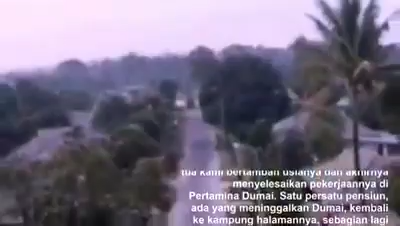 tua kami bertambah usianya dan akhirnya
menyelesaikan pekerjaannya di
Pertamina Dumai. Satu persatu pensiun,
ada yang meninggalkan Dumai, kembali
ke kampung halamannya, sebagian lagi